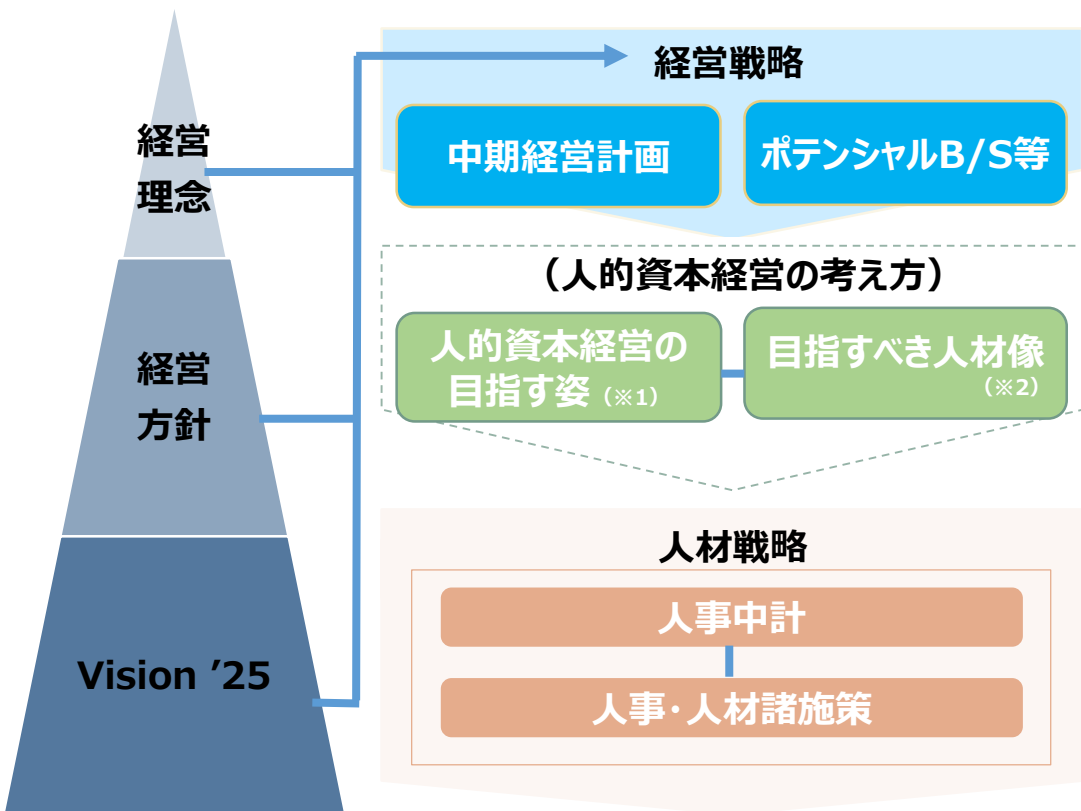 経営
理念
経営
方針
Vision ’25
経営戦略
中期経営計画
ポテンシャルB/S等
（人的資本経営の考え方）
人的資本経営の
目指す姿（※1）
目指すべき人材像
（※2）
人材戦略
人事中計
人事・人材諸施策